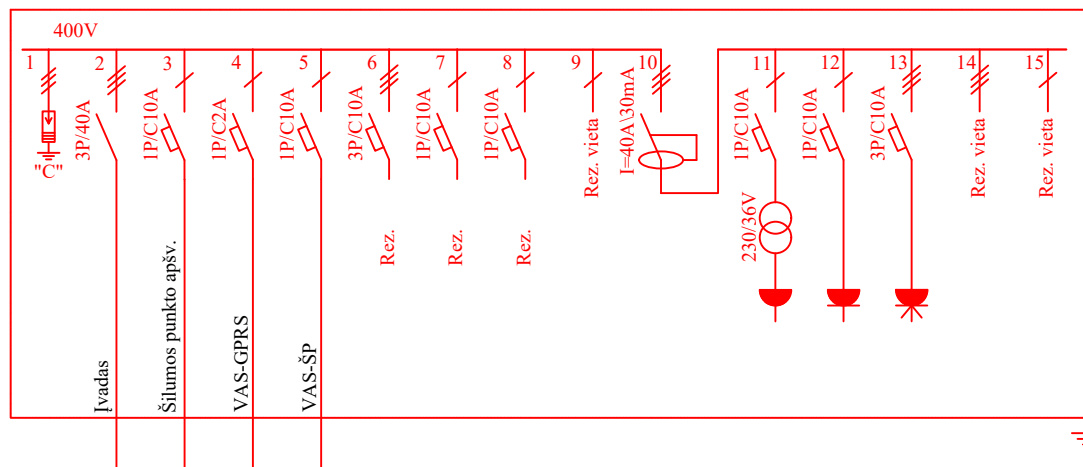 400V
1
2
3
4
5
6
7
8
9
10
11
12
13
14
15
"C"
3P/40A
1P/C10A
1P/C2A
1P/C10A
3P/C10A
1P/C10A
1P/C10A
Rez. vieta
I=40A\30mA
1P/C10A
1P/C10A
3P/C10A
Rez. vieta
Rez. vieta
Rez.
Rez.
Rez.
230/36V
Įvadas
Šilumos punkto apšv.
VAS-GPRS
VAS-ŠP